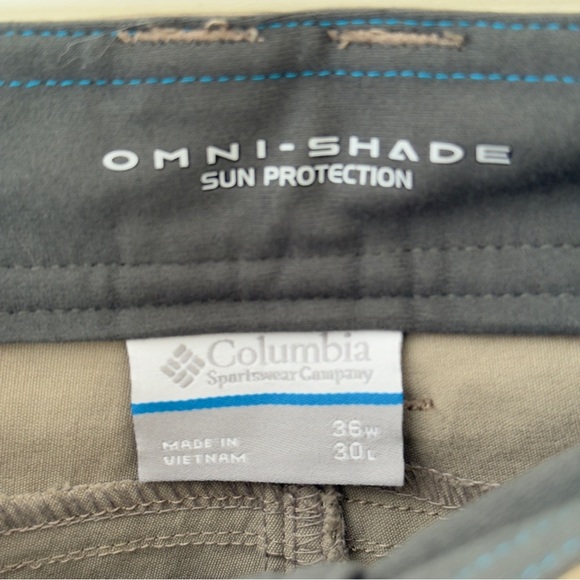 OMNI-SHADE
SUN PROTECTION
Columbia
Sportswear Company
36W
MADE IN
30L
VIETNAM